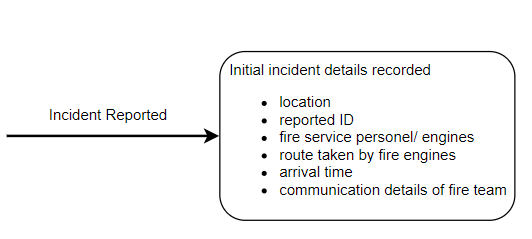 Initial incident details recorded
Incident Reported
• location
• reported ID
• fire service personel/ engines
• route taken by fire engines
• arrival time
• communication details of fire team